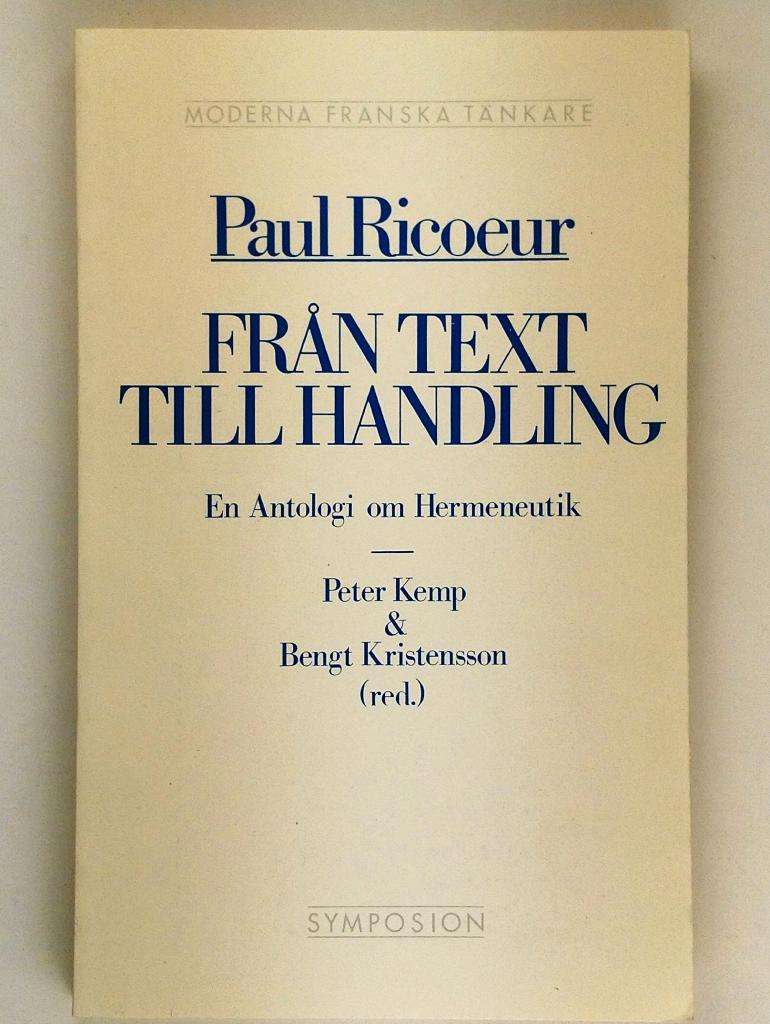 MODERNA FRANSKA TÄNKARE
Paul Ricoeur
FRÅN TEXT
TILL HANDLING
En Antologi om Hermeneutik
Peter Kemp
&
Bengt Kristensson
(red.)
SYMPOSION